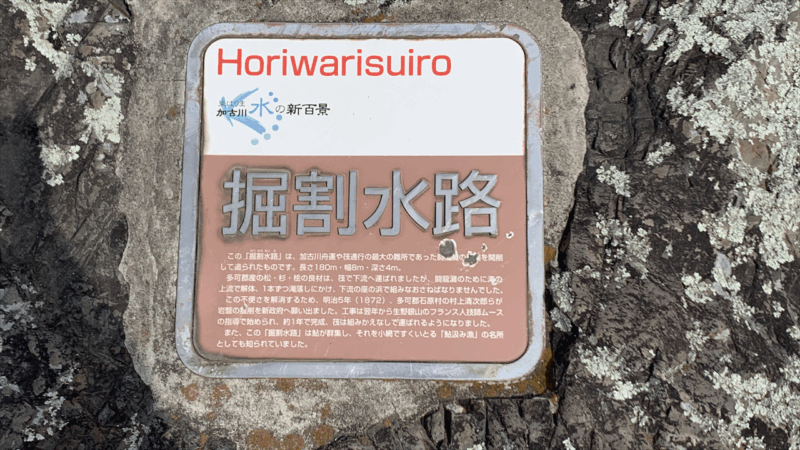 Horiwarisuiro
東はりま
加古川 水の新百景
掘割水路
この「掘割水路」は、加古川舟運や筏通行の最大の難所であった の を開削
して造られたものです。長さ180m・幅8m・深さ4m。
多可郡産の松・杉・桧の良材は、筏で下流へ運ばれましたが、闘龍灘のために滝の
上流で解体、1本ずつ滝落しにかけ、下流の座の浜で組みなおさねばなりませんでした。
この不便さを解消するため、明治5年（1872）、多可郡石原村の村上清次郎らが
岩盤の 削を新政府へ願い出ました。工事は翌年から生野銀山のフランス人技師ムース
の指導で始められ、約1年で完成、筏は組みかえなしで運ばれるようになりました。
また、この「掘割水路」は鮎が群集し、それを小網ですくいとる「鮎汲み漁」の名所
としても知られていました。